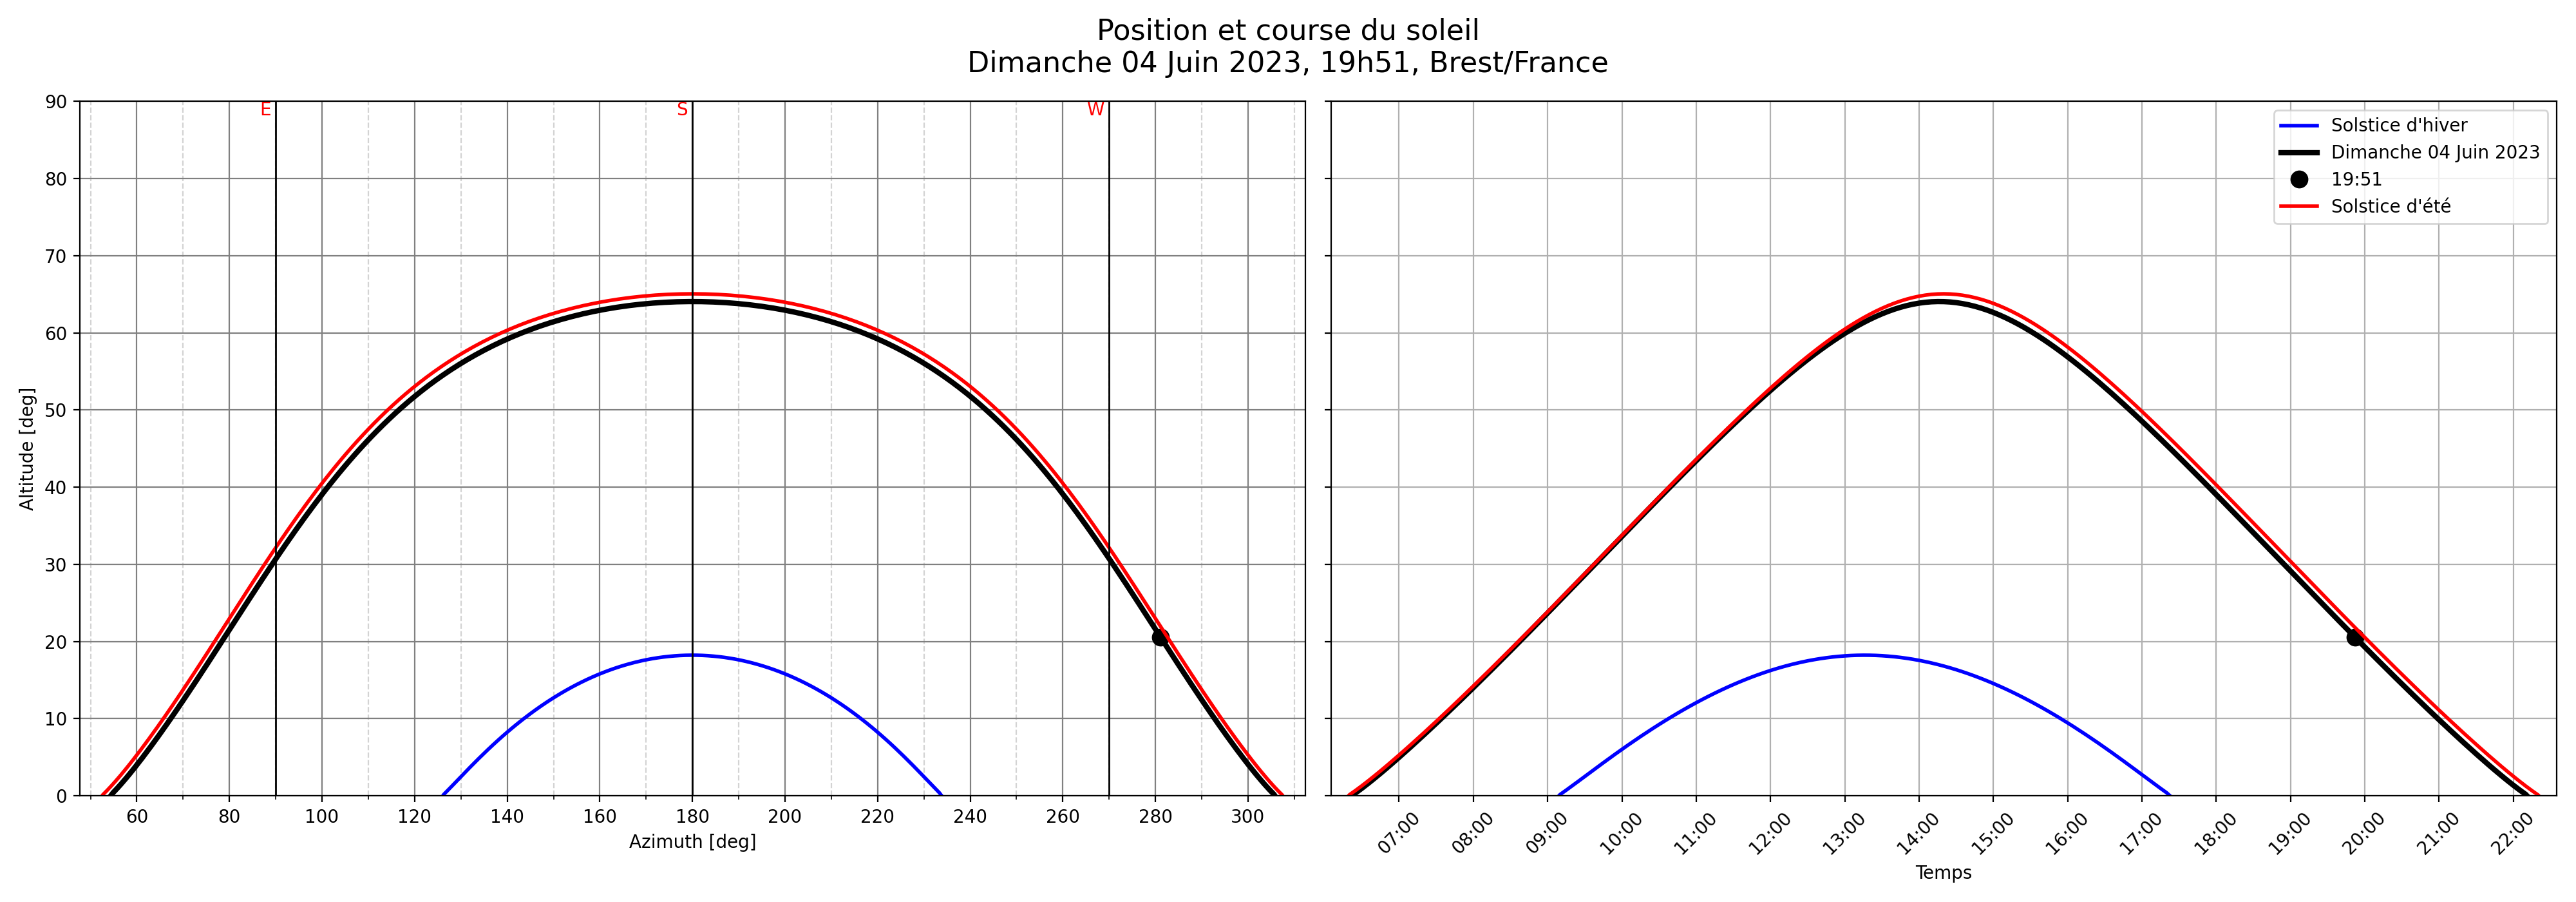 Position et course du soleil
Dimanche 04 Juin 2023, 19h51, Brest/France
E
S
W
90
80
70
60
50
40
30
20
10
0
Altitude [deg]
60 80 100 120 140 160 180 200 220 240 260 280 300
Azimuth [deg]
Solstice d'hiver
Dimanche 04 Juin 2023
19:51
Solstice d'été
07:00 08:00 09:00 10:00 11:00 12:00 13:00 14:00 15:00 16:00 17:00 18:00 19:00 20:00 21:00 22:00
Temps